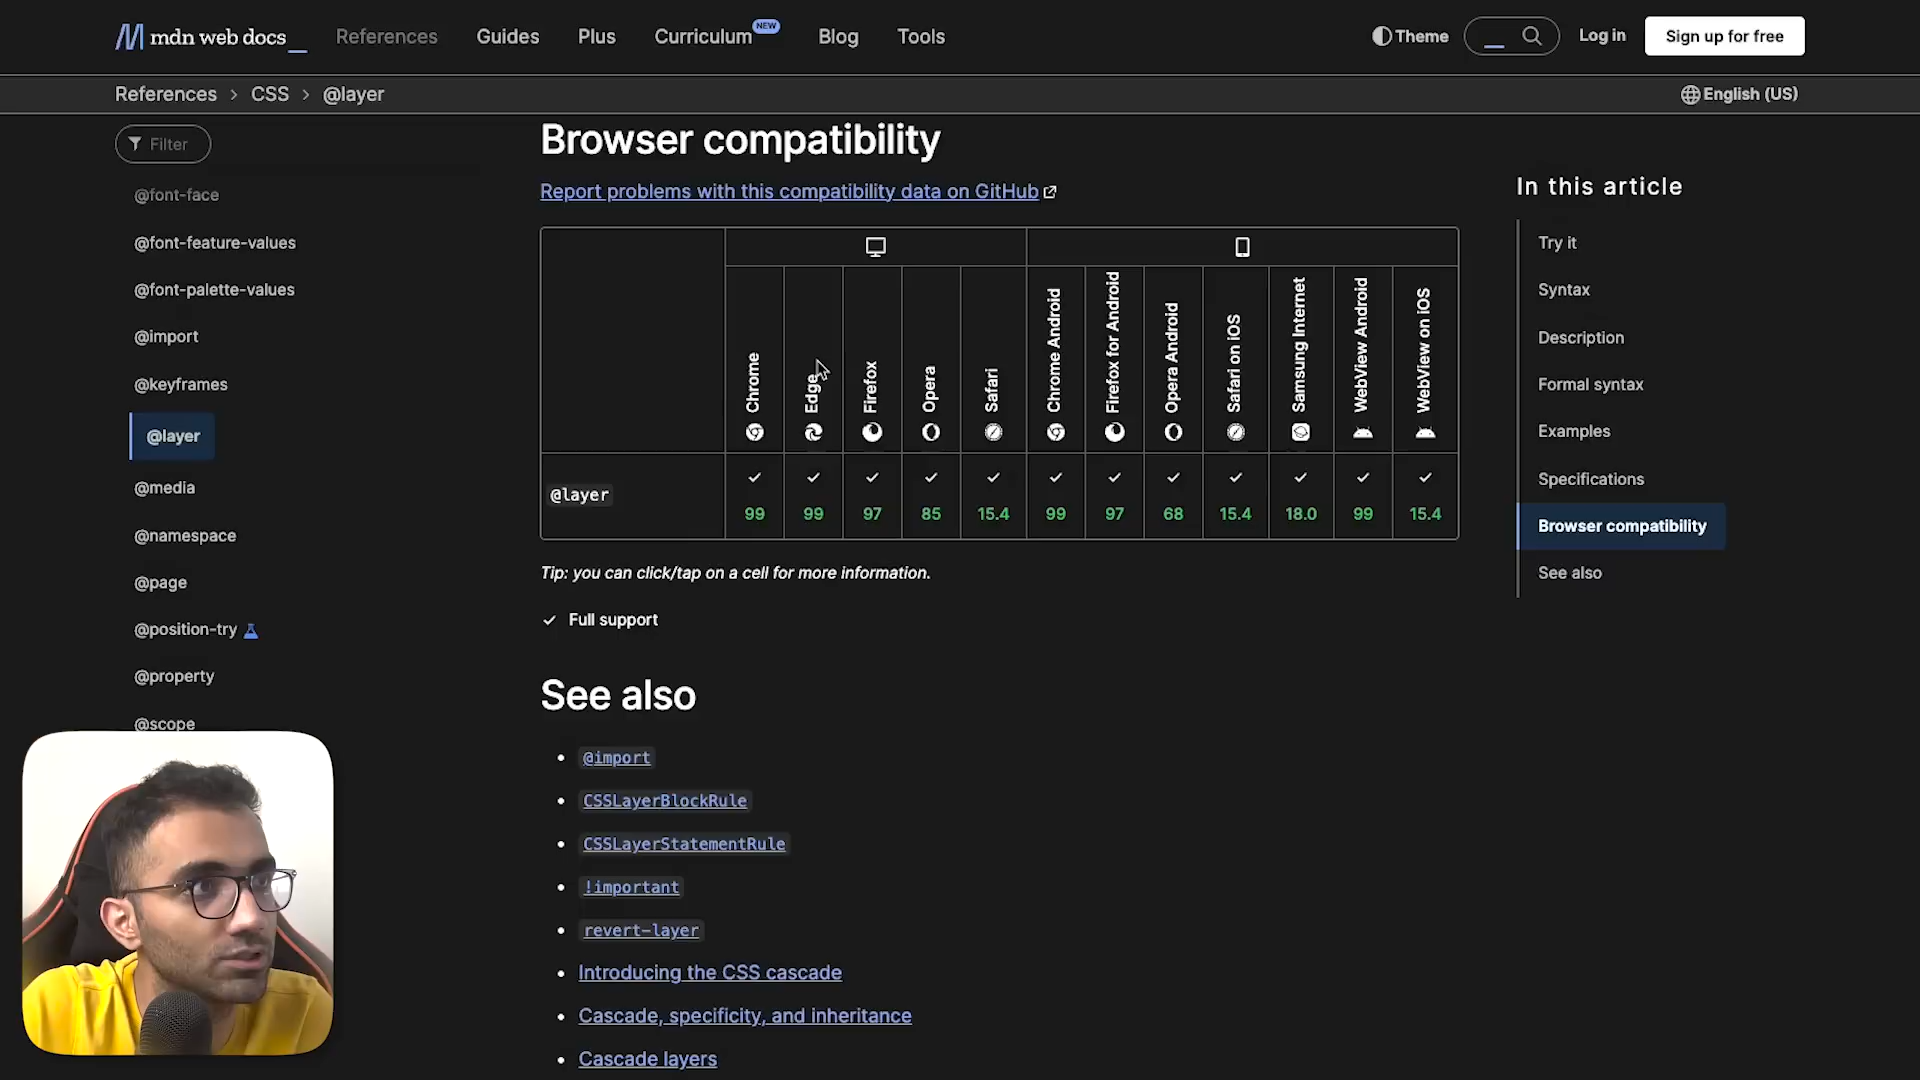 mdn web docs_
References
Guides
Plus
Curriculum NEW
Blog
Tools
Theme
Log in
Sign up for free
References > CSS > @layer
English (US)
Filter
@font-face
@font-feature-values
@font-palette-values
@import
@keyframes
@layer
@media
@namespace
@page
@position-try
@property
@scope
Browser compatibility
Report problems with this compatibility data on GitHub
Chrome
Edge
Firefox
Opera
Safari
Chrome Android
Firefox for Android
Opera Android
Safari on iOS
Samsung Internet
WebView Android
WebView on iOS
@layer
✓ ✓ ✓ ✓ ✓ ✓ ✓ ✓ ✓ ✓ ✓ ✓
99 99 97 85 15.4 99 97 68 15.4 18.0 99 15.4
Tip: you can click/tap on a cell for more information.
✓ Full support
See also
• @import
• CSSLayerBlockRule
• CSSLayerStatementRule
• !important
• revert-layer
• Introducing the CSS cascade
• Cascade, specificity, and inheritance
• Cascade layers
In this article
Try it
Syntax
Description
Formal syntax
Examples
Specifications
Browser compatibility
See also